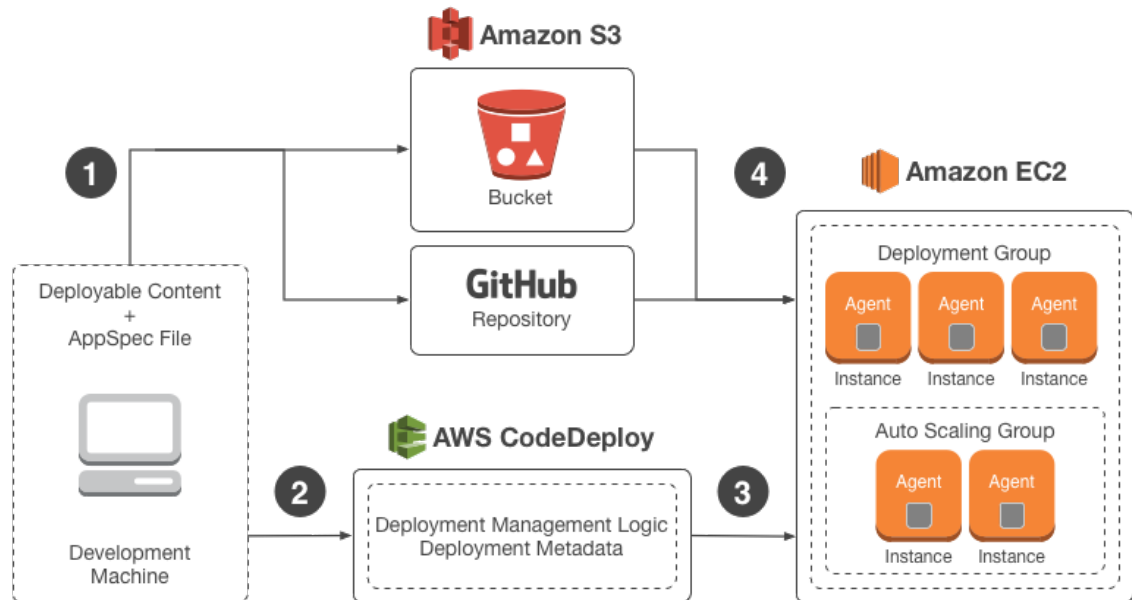 Amazon S3
1
Bucket
4
Amazon EC2
Deployable Content
+
AppSpec File
GitHub
Repository
Deployment Group
Agent
Agent
Agent
Instance
Instance
Instance
AWS CodeDeploy
Auto Scaling Group
2
3
Agent
Agent
Deployment Management Logic
Deployment Metadata
Development
Machine
Instance
Instance